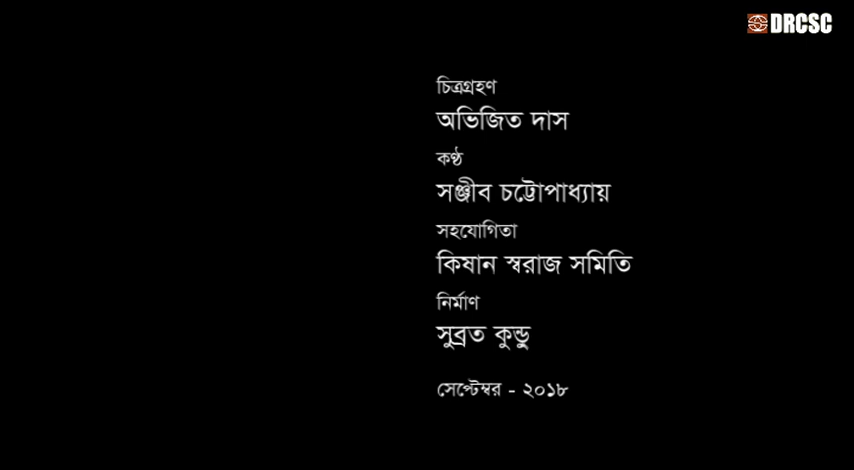 DRCSC
চিত্রগ্রহণ
অভিজিত দাস
কণ্ঠ
সঞ্জীব চট্টোপাধ্যায়
সহযোগিতা
কিষান স্বরাজ সমিতি
নির্মাণ
সুব্রত কুন্ডু
সেপ্টেম্বর - ২০১৮